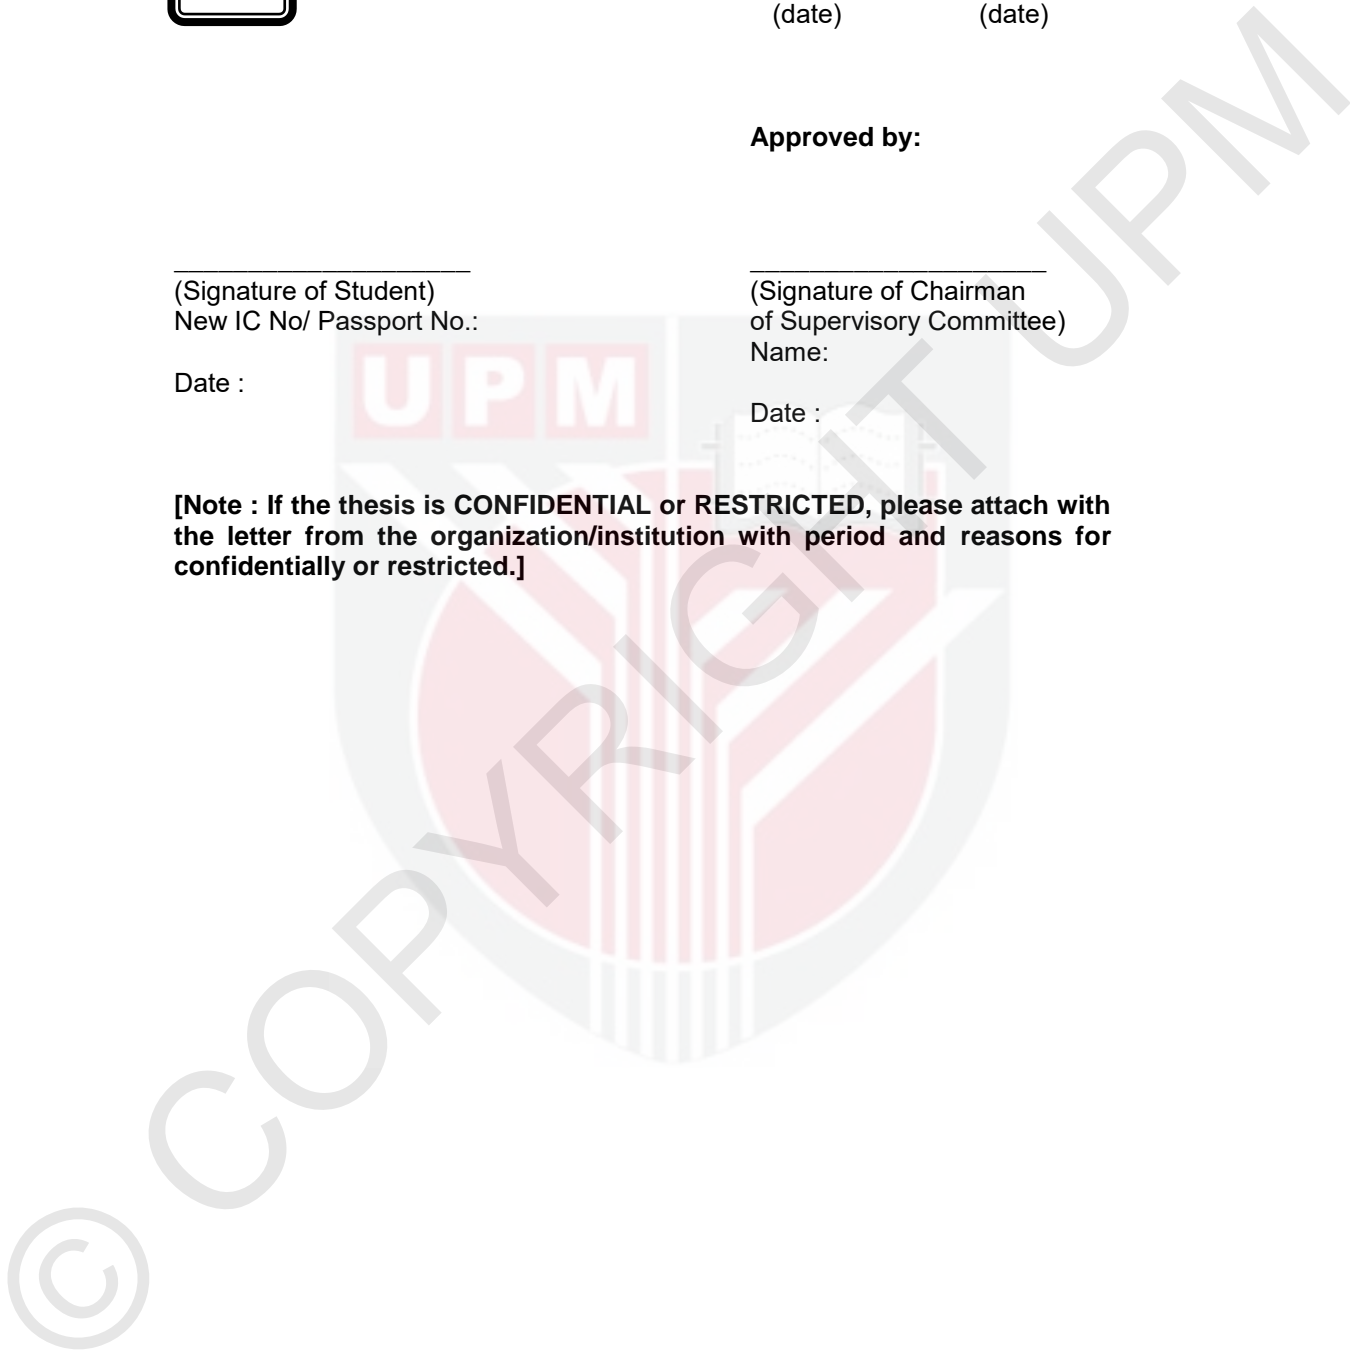 (date) (date)
Approved by:
____________________ ____________________
(Signature of Student) (Signature of Chairman
New IC No/ Passport No.: of Supervisory Committee)
Name:
Date :
Date :
[Note : If the thesis is CONFIDENTIAL or RESTRICTED, please attach with
the letter from the organization/institution with period and reasons for
confidentially or restricted.]
UPM
© COPYRIGHT UPM